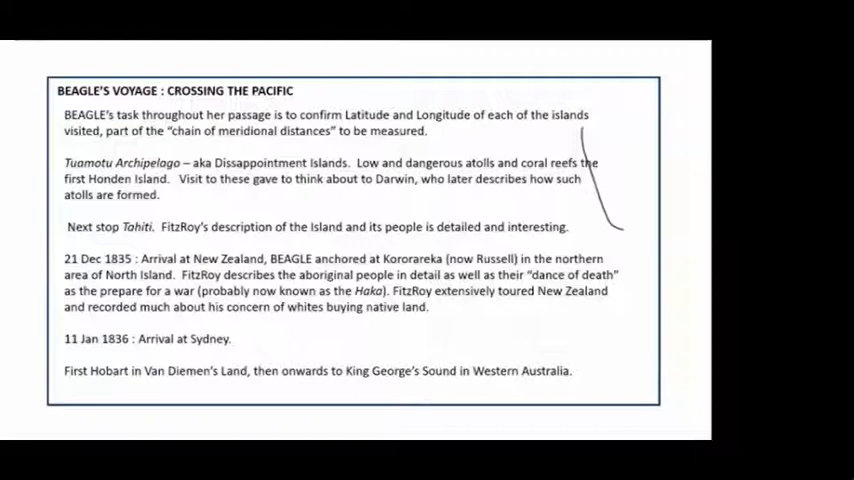 BEAGLE'S VOYAGE : CROSSING THE PACIFIC
BEAGLE's task throughout her passage is to confirm Latitude and Longitude of each of the islands
visited, part of the "chain of meridional distances" to be measured.
Tuamotu Archipelago – aka Dissappointment Islands. Low and dangerous atolls and coral reefs the
first Honden Island. Visit to these gave to think about to Darwin, who later describes how such
atolls are formed.
Next stop Tahiti. FitzRoy's description of the Island and its people is detailed and interesting.
21 Dec 1835 : Arrival at New Zealand, BEAGLE anchored at Kororareka (now Russell) in the northern
area of North Island. FitzRoy describes the aboriginal people in detail as well as their "dance of death"
as the prepare for a war (probably now known as the Haka). FitzRoy extensively toured New Zealand
and recorded much about his concern of whites buying native land.
11 Jan 1836 : Arrival at Sydney.
First Hobart in Van Diemen's Land, then onwards to King George's Sound in Western Australia.